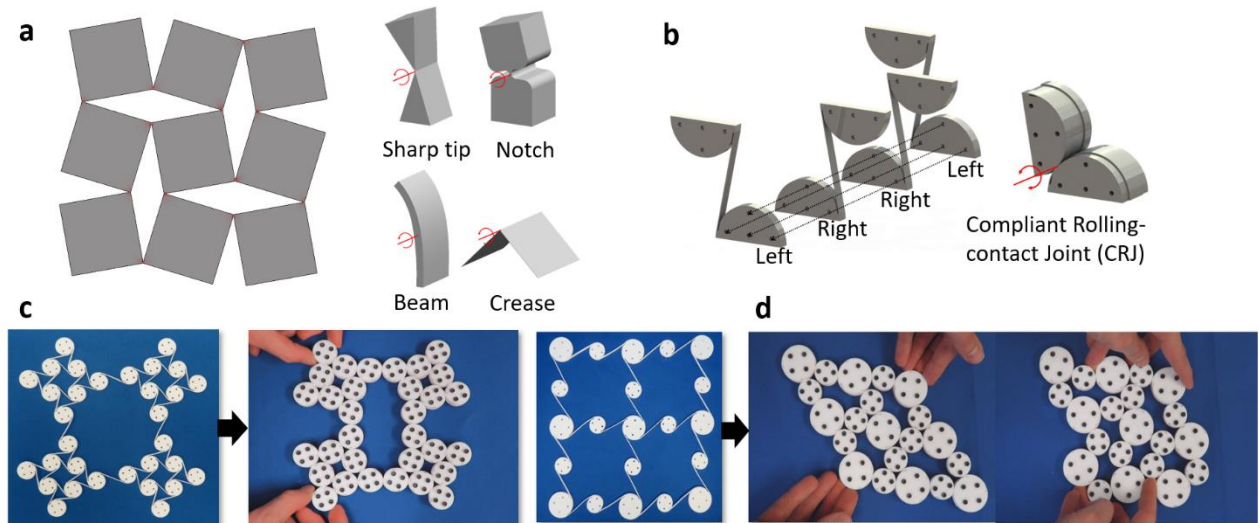 a
Sharp tip
Notch
Beam
Crease
b
Left
Right
Right
Left
Compliant Rolling-
contact Joint (CRJ)
c
d